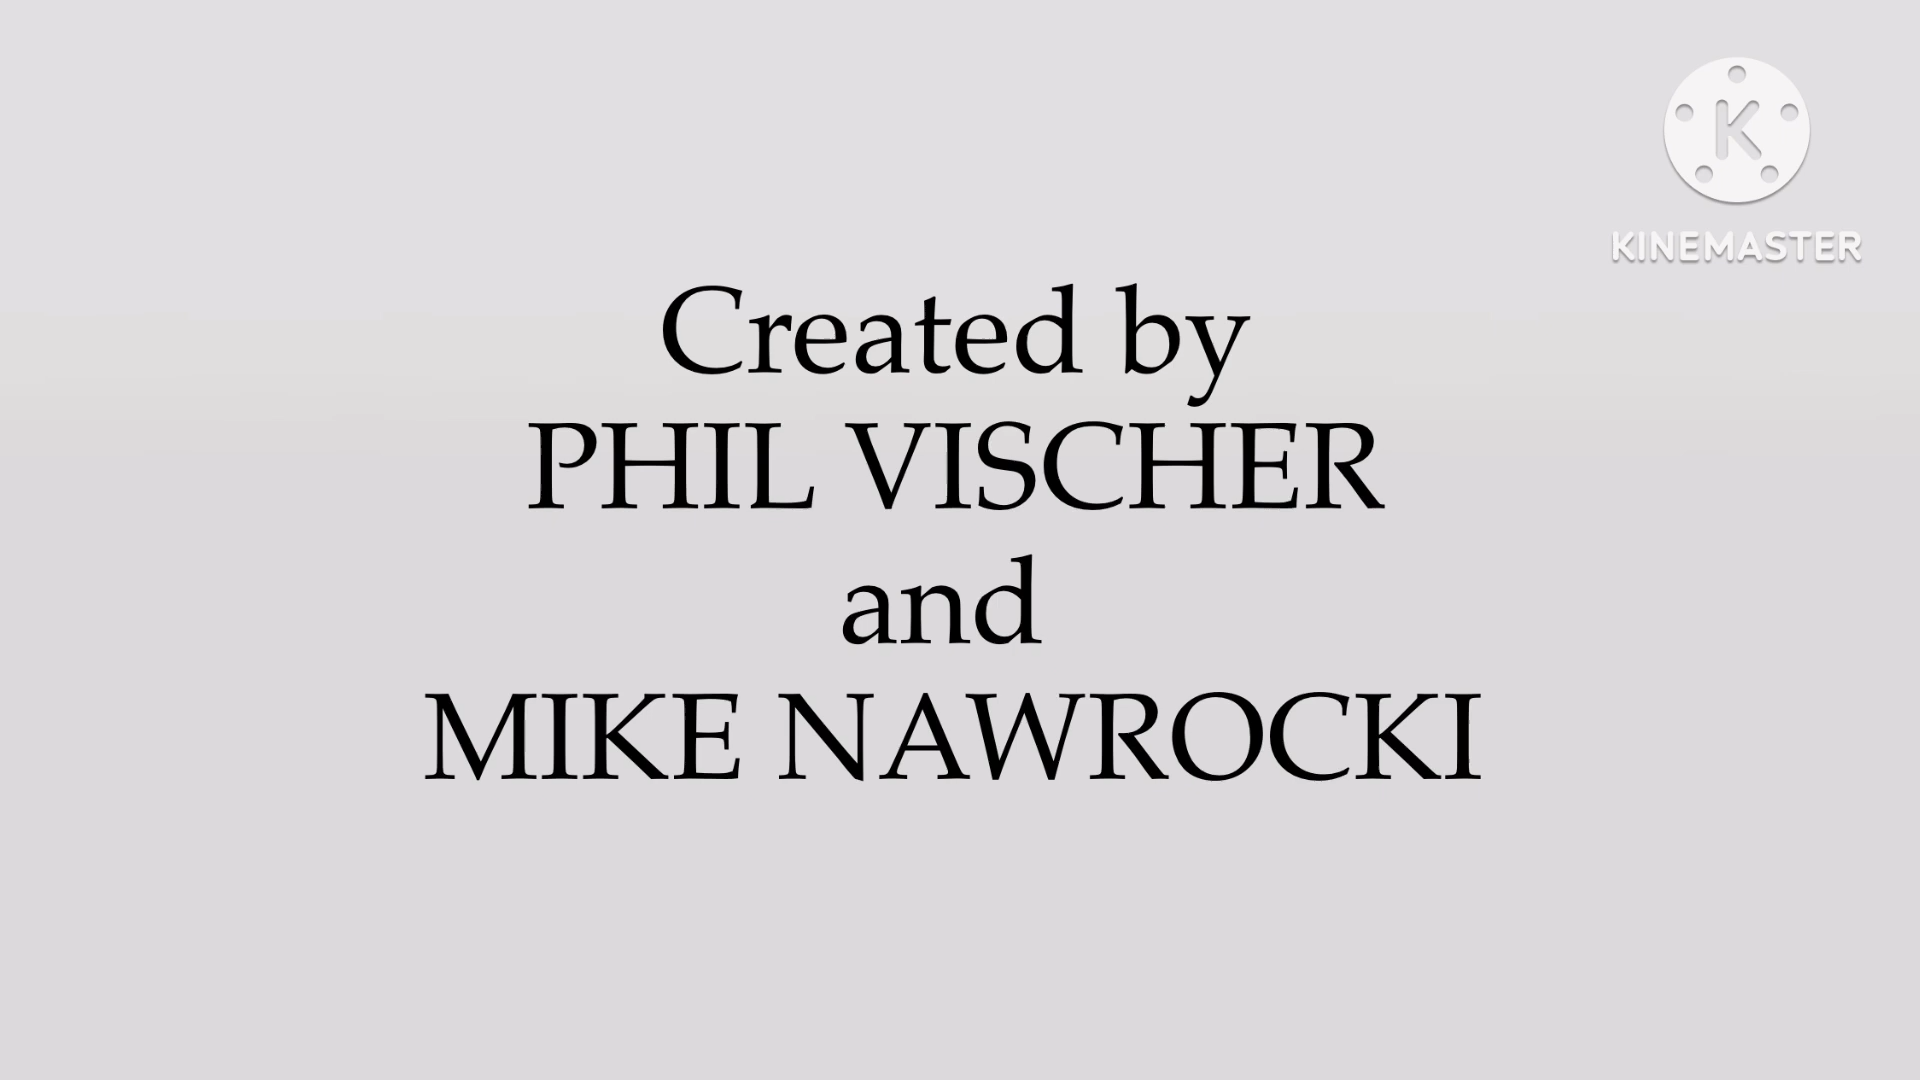 K
KINEMASTER
Created by
PHIL VISCHER
and
MIKE NAWROCKI